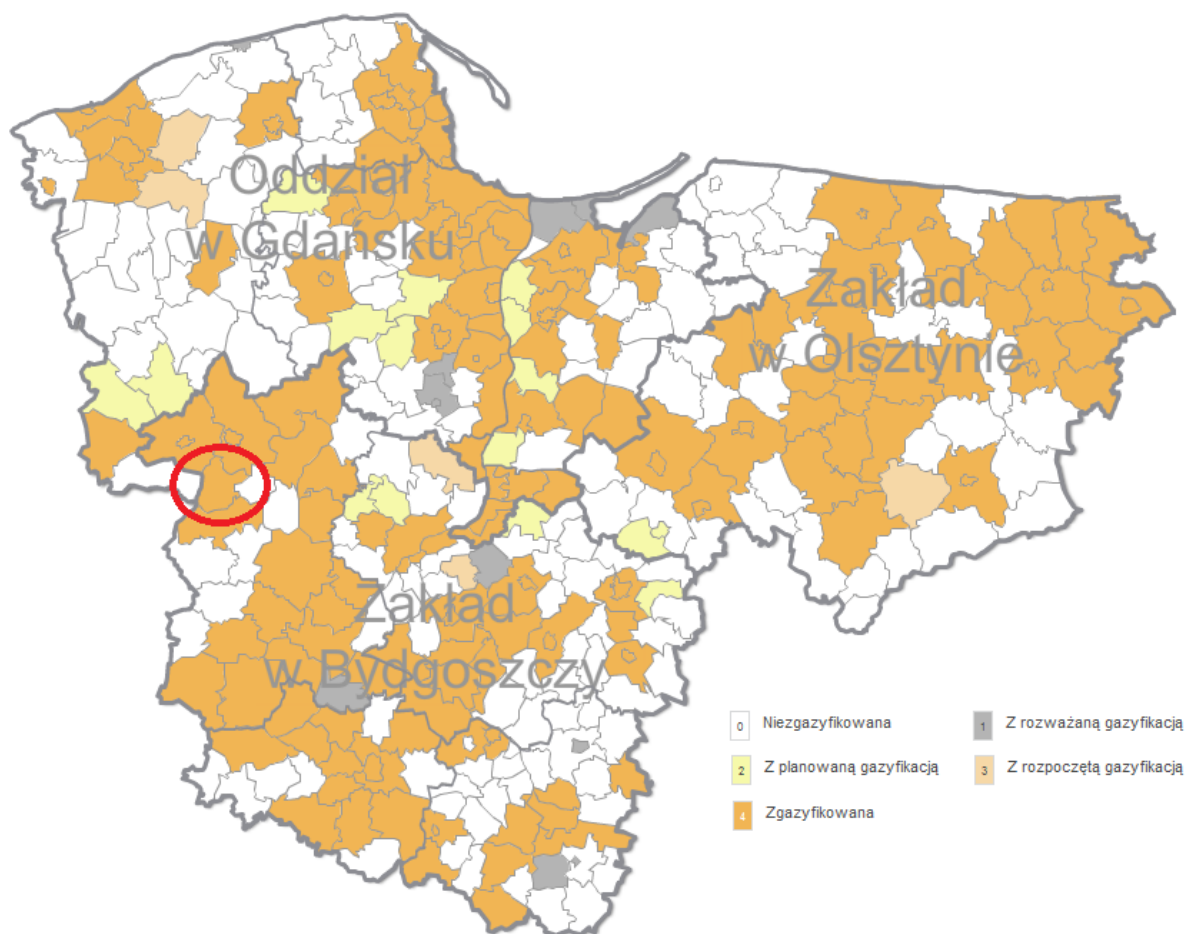 Oddział
w Gdańsku
Zakład
w Olsztynie
Zakład
w Bydgoszczy
0 Niezgazyfikowana
1 Z rozważaną gazyfikacją
2 Z planowaną gazyfikacją
3 Z rozpoczętą gazyfikacją
4 Zgazyfikowana